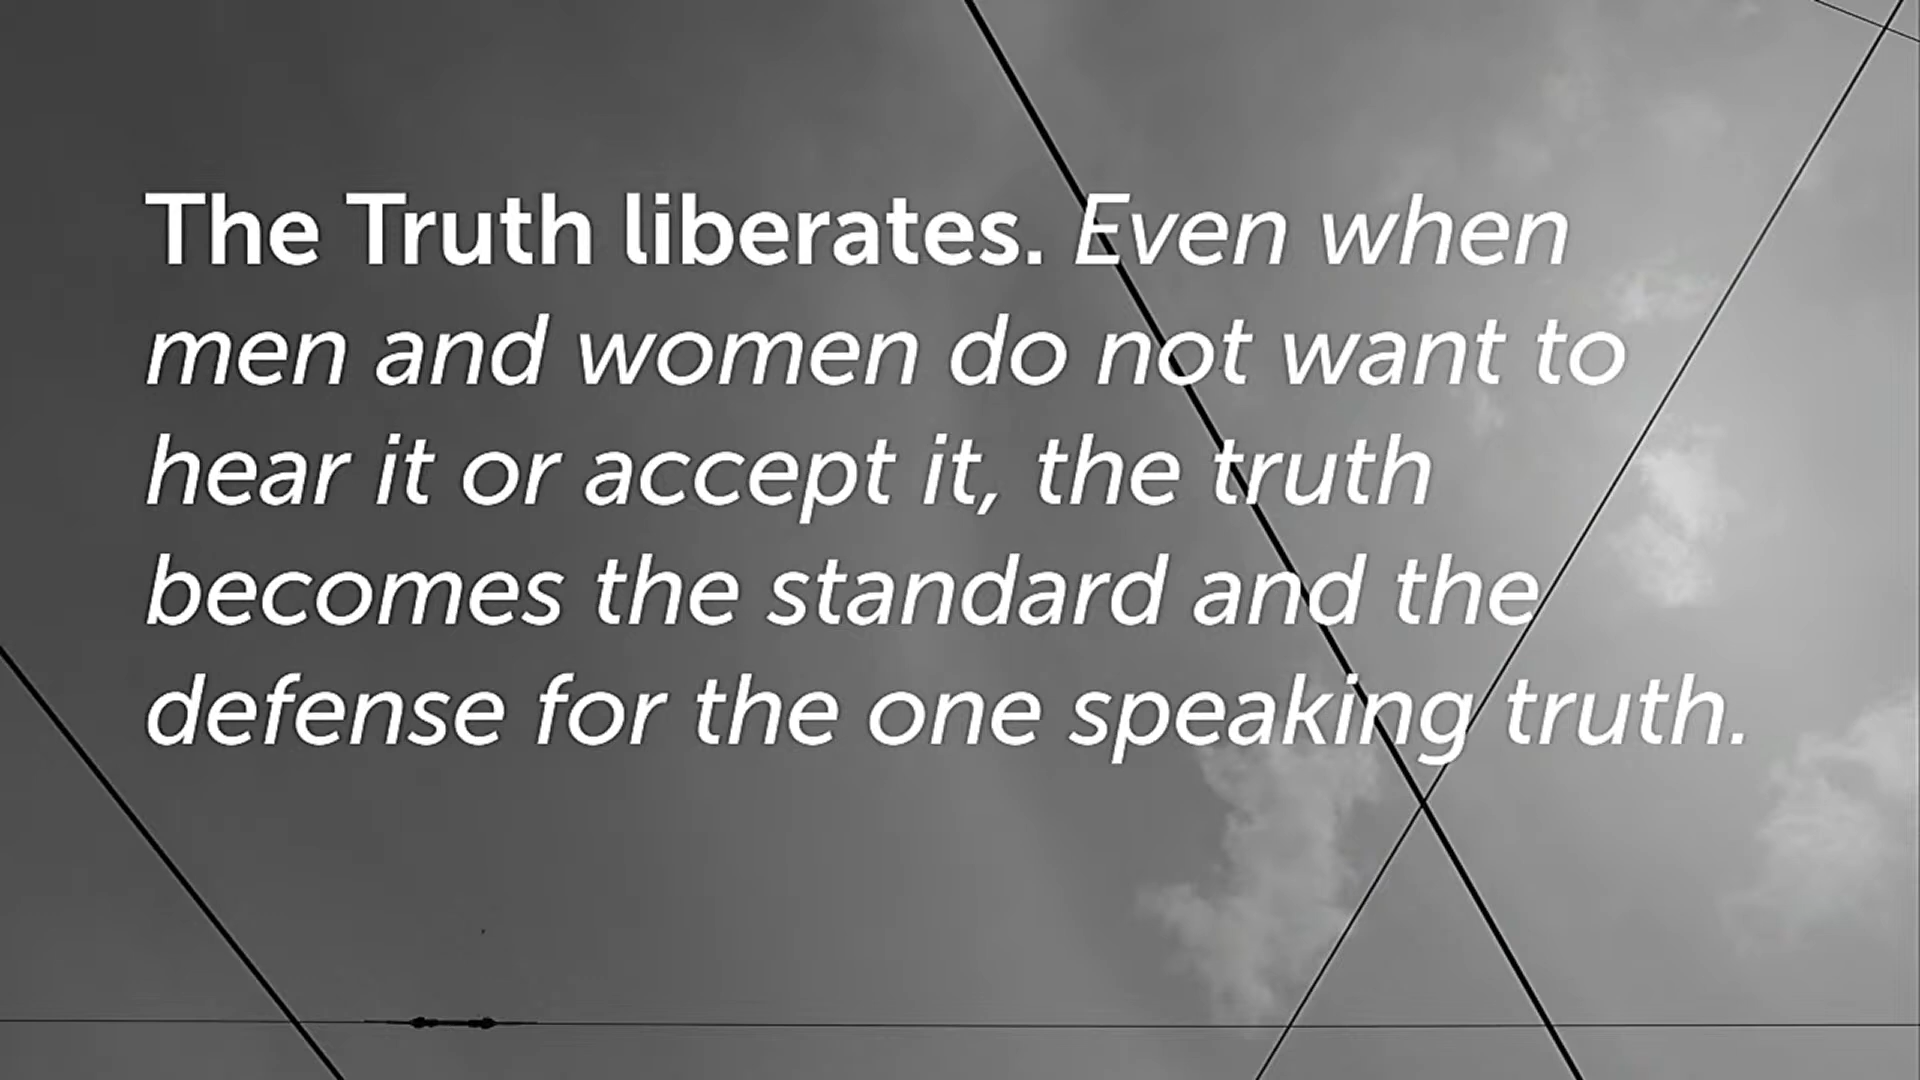 The Truth liberates. Even when
men and women do not want to
hear it or accept it, the truth
becomes the standard and the
defense for the one speaking truth.